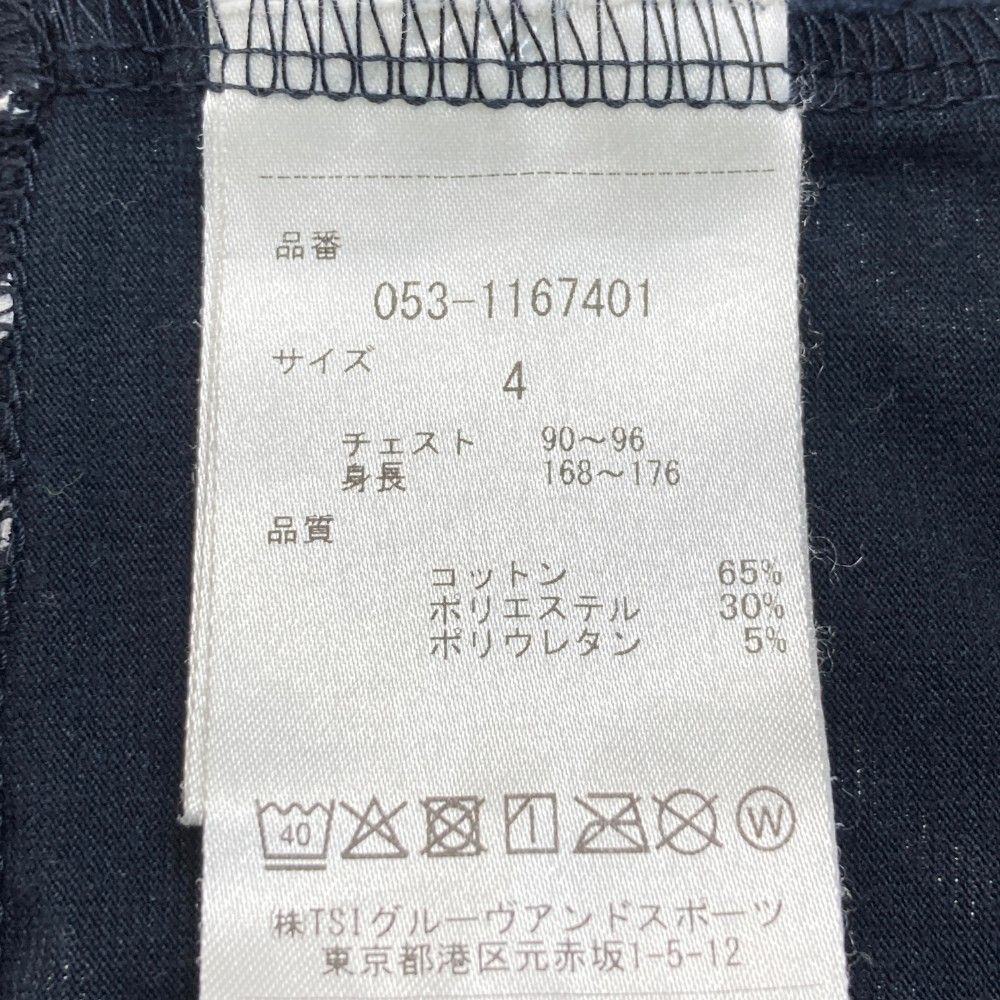 品番
053-1167401
サイズ
4
チェスト 90～96
身長 168～176
品質
コットン 65%
ポリエステル 30%
ポリウレタン 5%
40 W
㈱TSIグルーヴアンドスポーツ
東京都港区元赤坂1-5-12